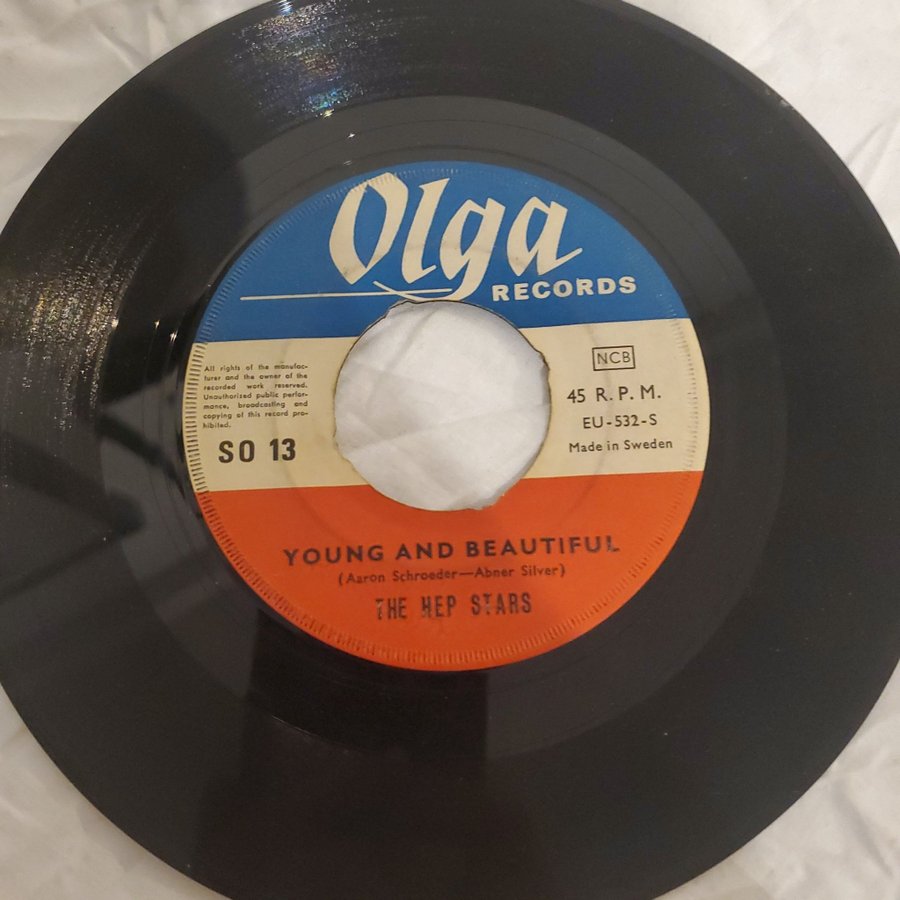 Olga
RECORDS
All rights of the manufac-
turer and the owner of the
recorded work reserved.
Unauthorised public perfor-
mance, broadcasting and
copying of this record pro-
hibited.
SO 13
NCB
45 R.P.M.
EU-532-S
Made in Sweden
YOUNG AND BEAUTIFUL
(Aaron Schroeder—Abner Silver)
THE HEP STARS